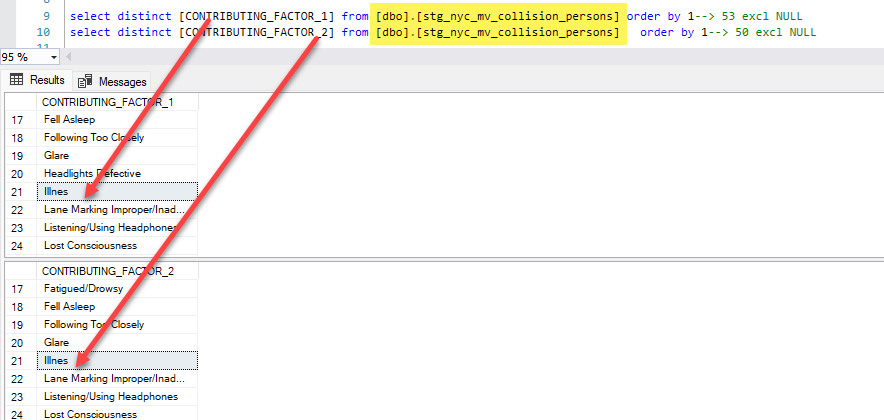 9 select distinct [CONTRIBUTING_FACTOR_1] from [dbo].[stg_nyc_mv_collision_persons] order by 1--> 53 excl NULL
10 select distinct [CONTRIBUTING_FACTOR_2] from [dbo].[stg_nyc_mv_collision_persons] order by 1--> 50 excl NULL
95 %
Results Messages
CONTRIBUTING_FACTOR_1
17 Fell Asleep
18 Following Too Closely
19 Glare
20 Headlights Defective
21 Illnes
22 Lane Marking Improper/Inad...
23 Listening/Using Headphones
24 Lost Consciousness
CONTRIBUTING_FACTOR_2
17 Fatigued/Drowsy
18 Fell Asleep
19 Following Too Closely
20 Glare
21 Illnes
22 Lane Marking Improper/Inad...
23 Listening/Using Headphones
24 Lost Consciousness